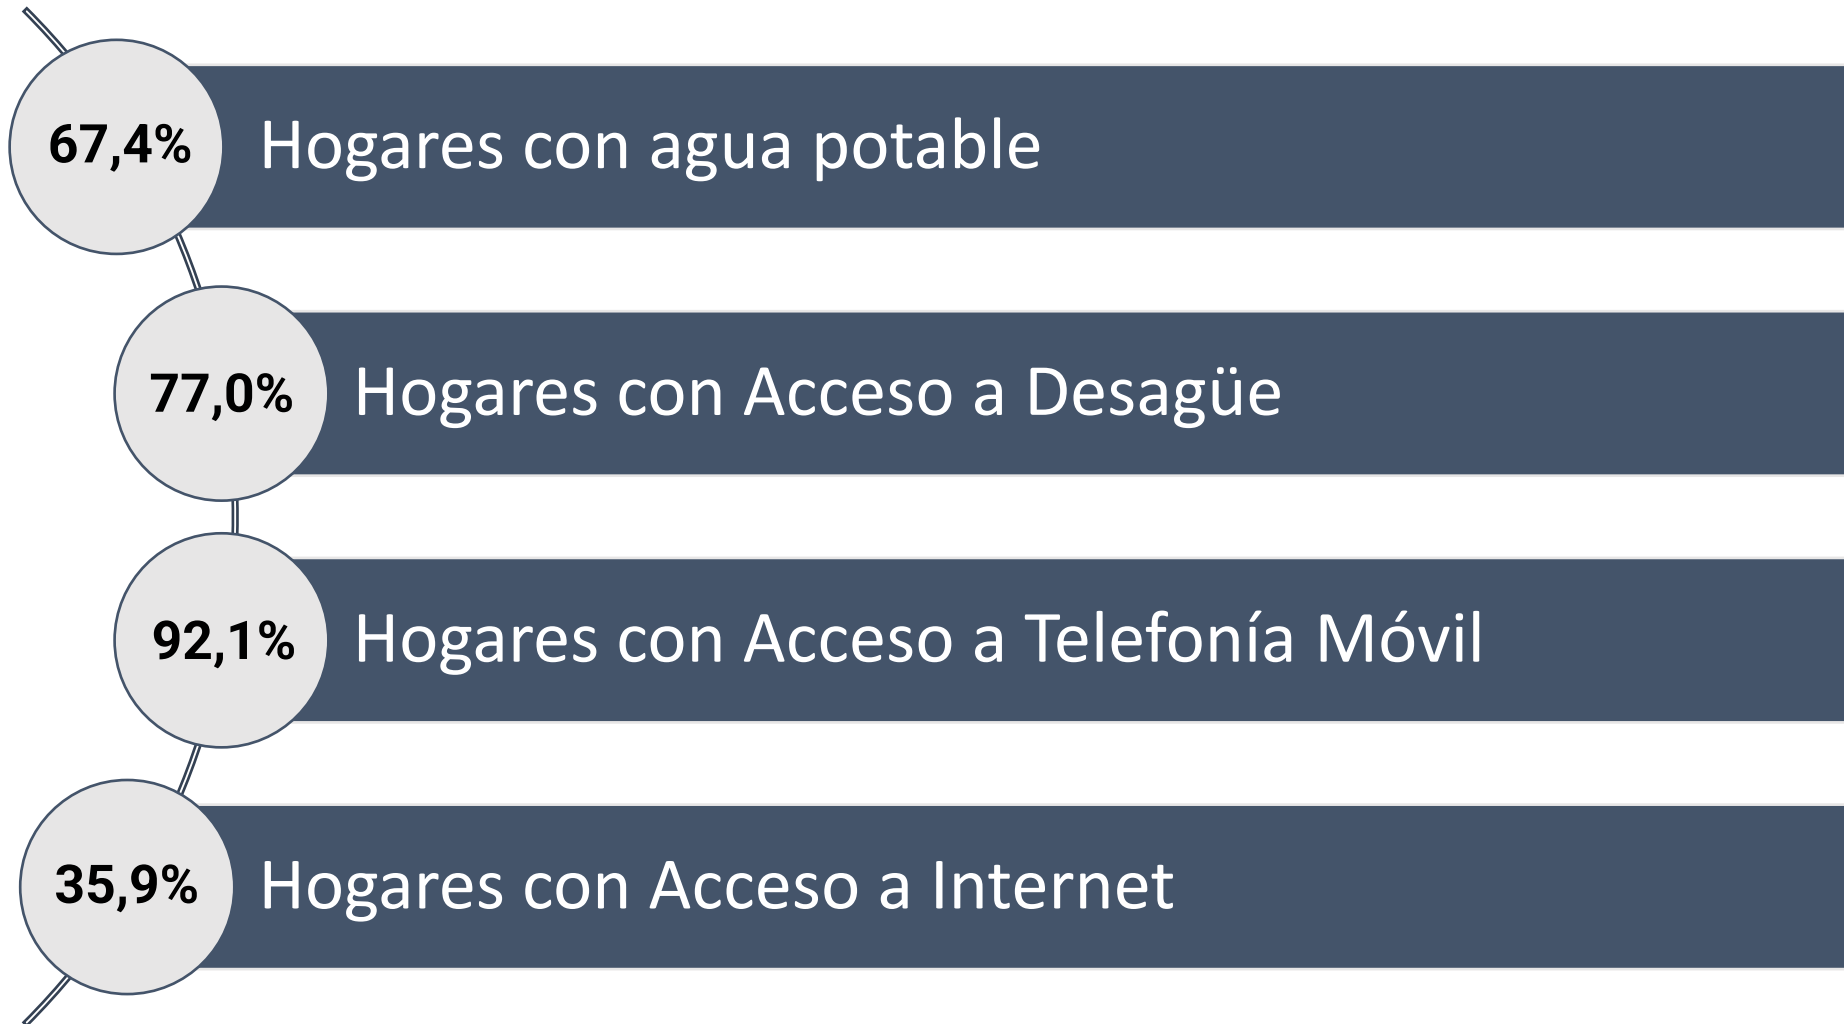 67,4% Hogares con agua potable
77,0% Hogares con Acceso a Desagüe
92,1% Hogares con Acceso a Telefonía Móvil
35,9% Hogares con Acceso a Internet